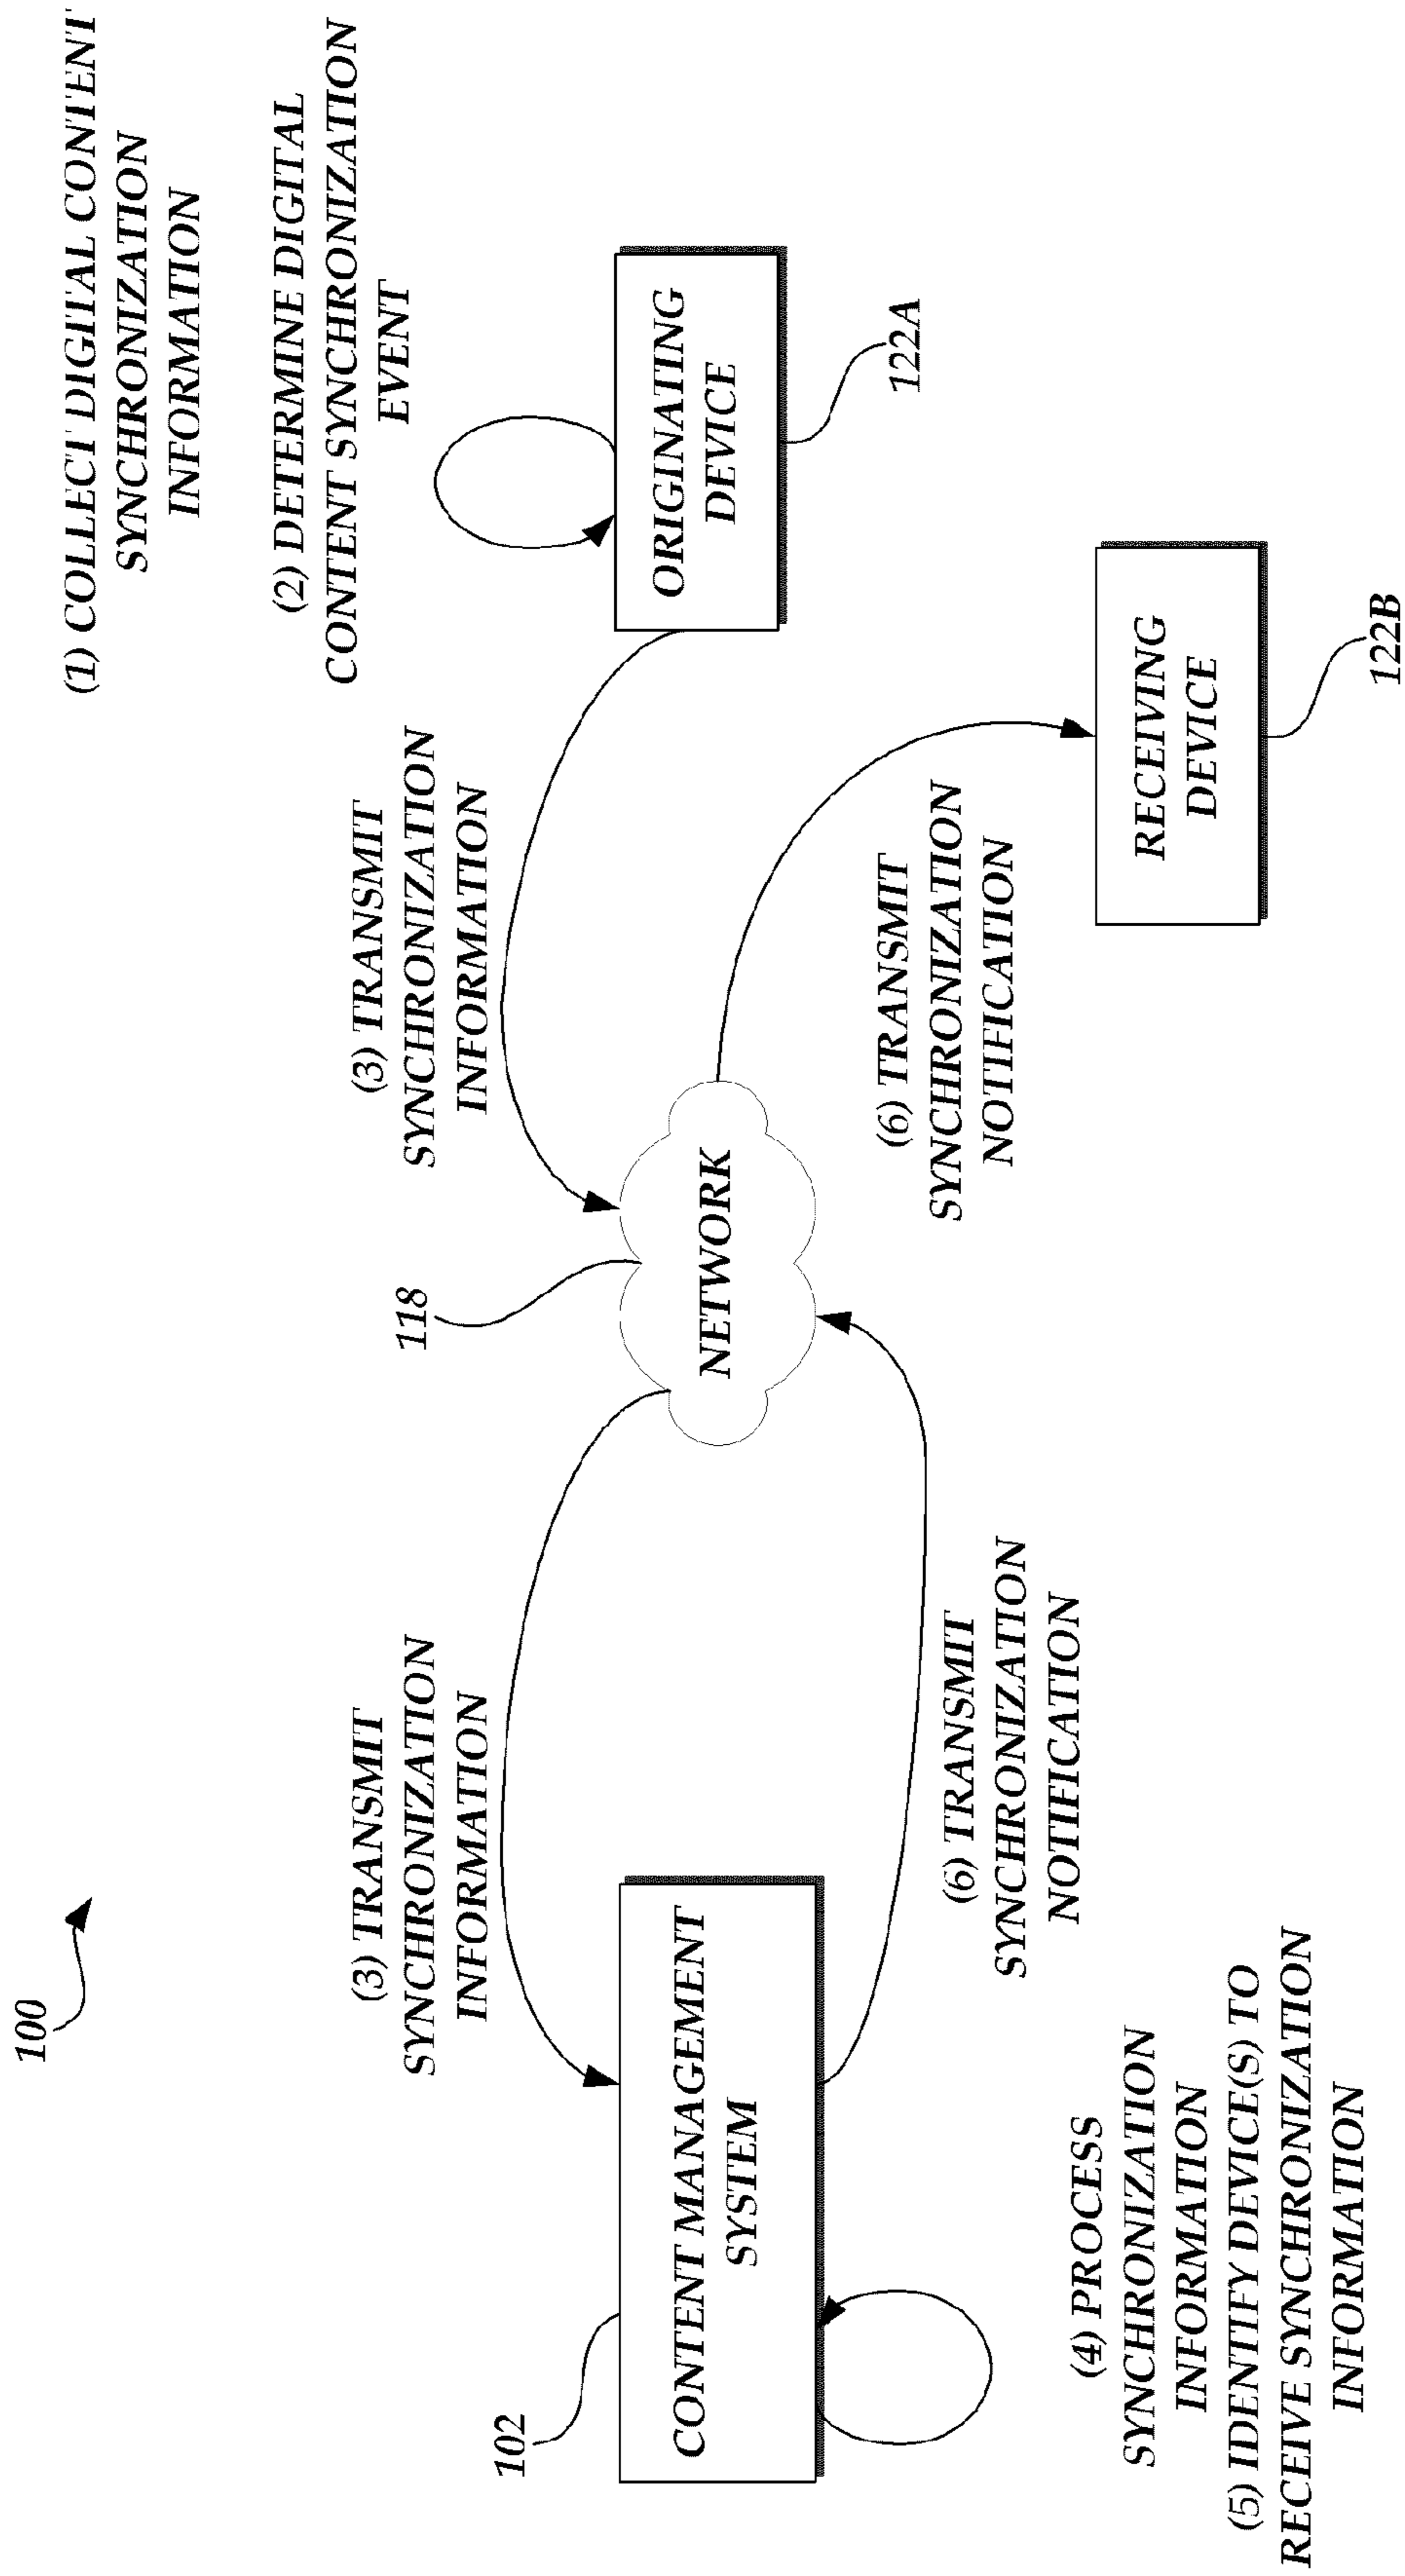 100
(1) COLLECT DIGITAL CONTENT
SYNCHRONIZATION
INFORMATION
(2) DETERMINE DIGITAL
CONTENT SYNCHRONIZATION
EVENT
(3) TRANSMIT
SYNCHRONIZATION
INFORMATION
118
(3) TRANSMIT
SYNCHRONIZATION
INFORMATION
102
CONTENT MANAGEMENT
SYSTEM
NETWORK
ORIGINATING
DEVICE
122A
(6) TRANSMIT
SYNCHRONIZATION
NOTIFICATION
(6) TRANSMIT
SYNCHRONIZATION
NOTIFICATION
RECEIVING
DEVICE
122B
(4) PROCESS
SYNCHRONIZATION
INFORMATION
(5) IDENTIFY DEVICE(S) TO
RECEIVE SYNCHRONIZATION
INFORMATION